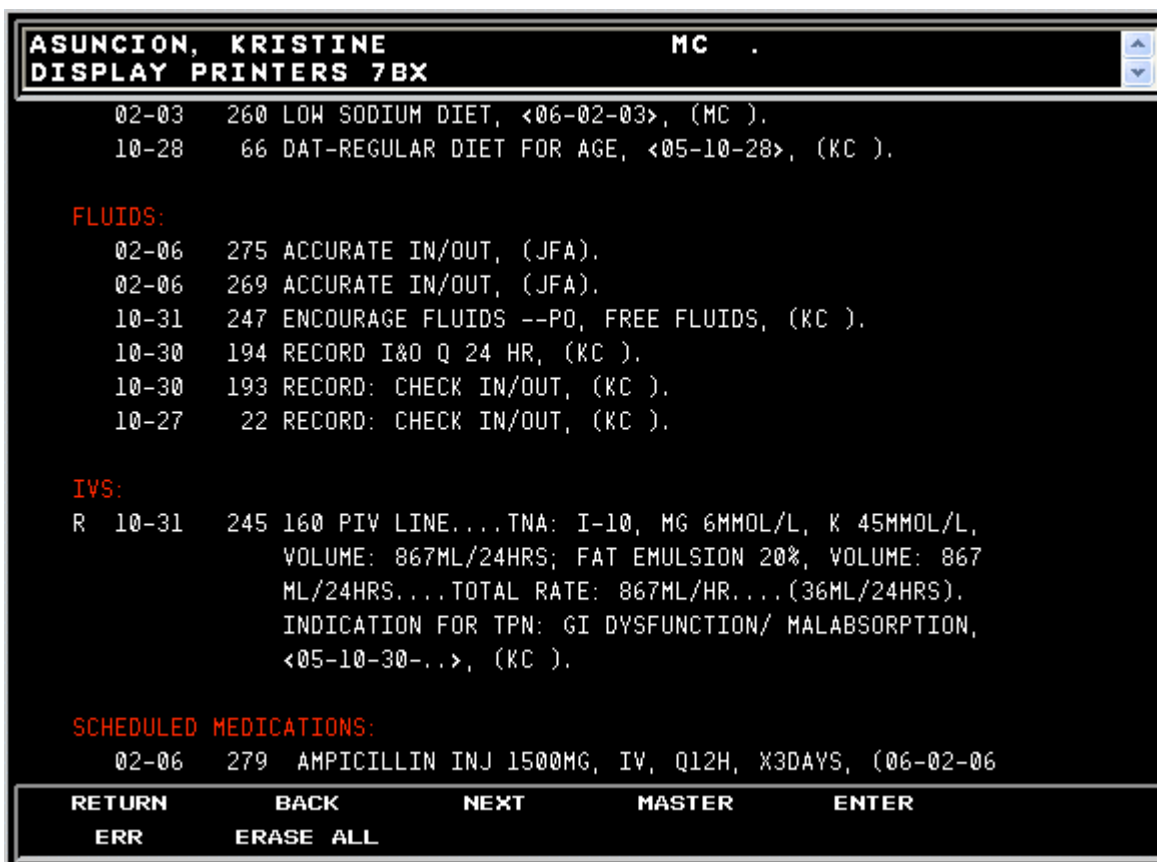 ASUNCION, KRISTINE MC .
DISPLAY PRINTERS 7BX
02-03 260 LOW SODIUM DIET, <06-02-03>, (MC ).
10-28 66 DAT-REGULAR DIET FOR AGE, <05-10-28>, (KC ).
FLUIDS:
02-06 275 ACCURATE IN/OUT, (JFA).
02-06 269 ACCURATE IN/OUT, (JFA).
10-31 247 ENCOURAGE FLUIDS --PO, FREE FLUIDS, (KC ).
10-30 194 RECORD I&O Q 24 HR, (KC ).
10-30 193 RECORD: CHECK IN/OUT, (KC ).
10-27 22 RECORD: CHECK IN/OUT, (KC ).
IVS:
R 10-31 245 160 PIV LINE....TNA: I-10, MG 6MMOL/L, K 45MMOL/L,
VOLUME: 867ML/24HRS; FAT EMULSION 20%, VOLUME: 867
ML/24HRS....TOTAL RATE: 867ML/HR....(36ML/24HRS).
INDICATION FOR TPN: GI DYSFUNCTION/ MALABSORPTION,
<05-10-30-..>, (KC ).
SCHEDULED MEDICATIONS:
02-06 279 AMPICILLIN INJ 1500MG, IV, Q12H, X3DAYS, (06-02-06
RETURN BACK NEXT MASTER ENTER
ERR ERASE ALL